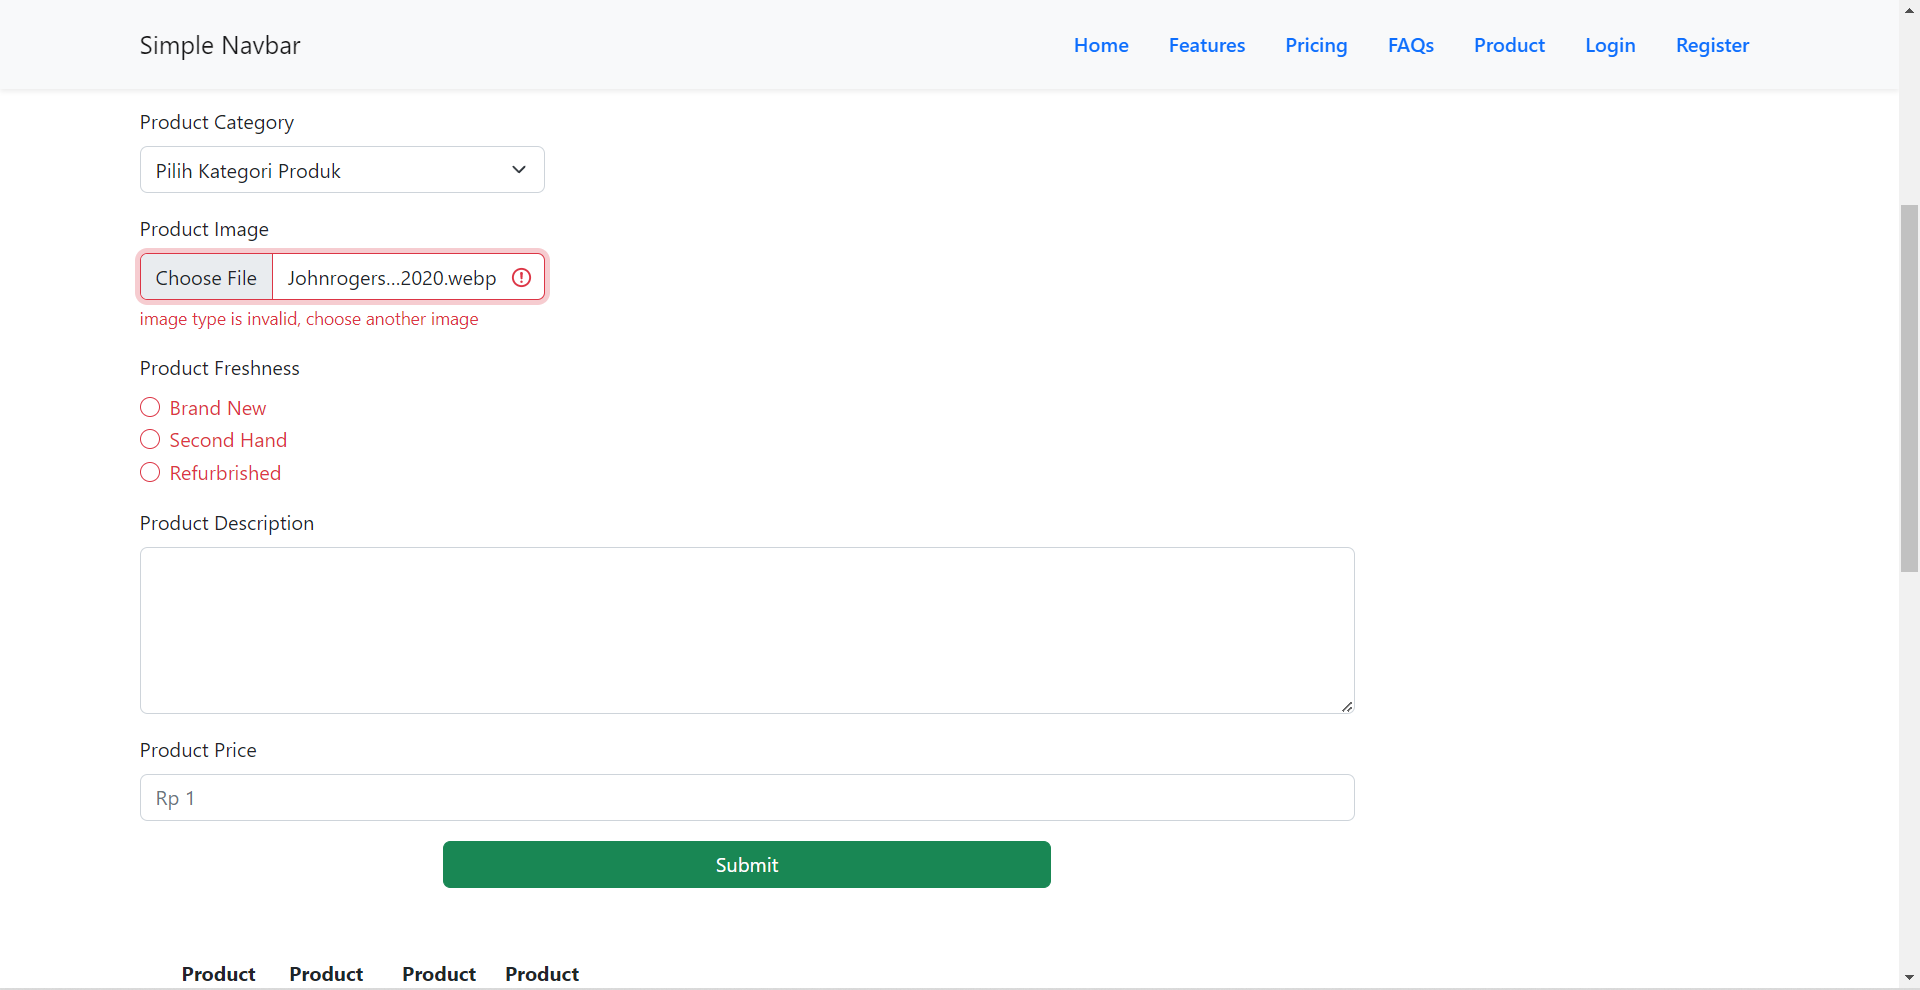 Simple Navbar
Home Features Pricing FAQs Product Login Register
Product Category
Pilih Kategori Produk
Product Image
Choose File Johnrogers...2020.webp
image type is invalid, choose another image
Product Freshness
Brand New
Second Hand
Refurbrished
Product Description
Product Price
Rp 1
Submit
Product Product Product Product